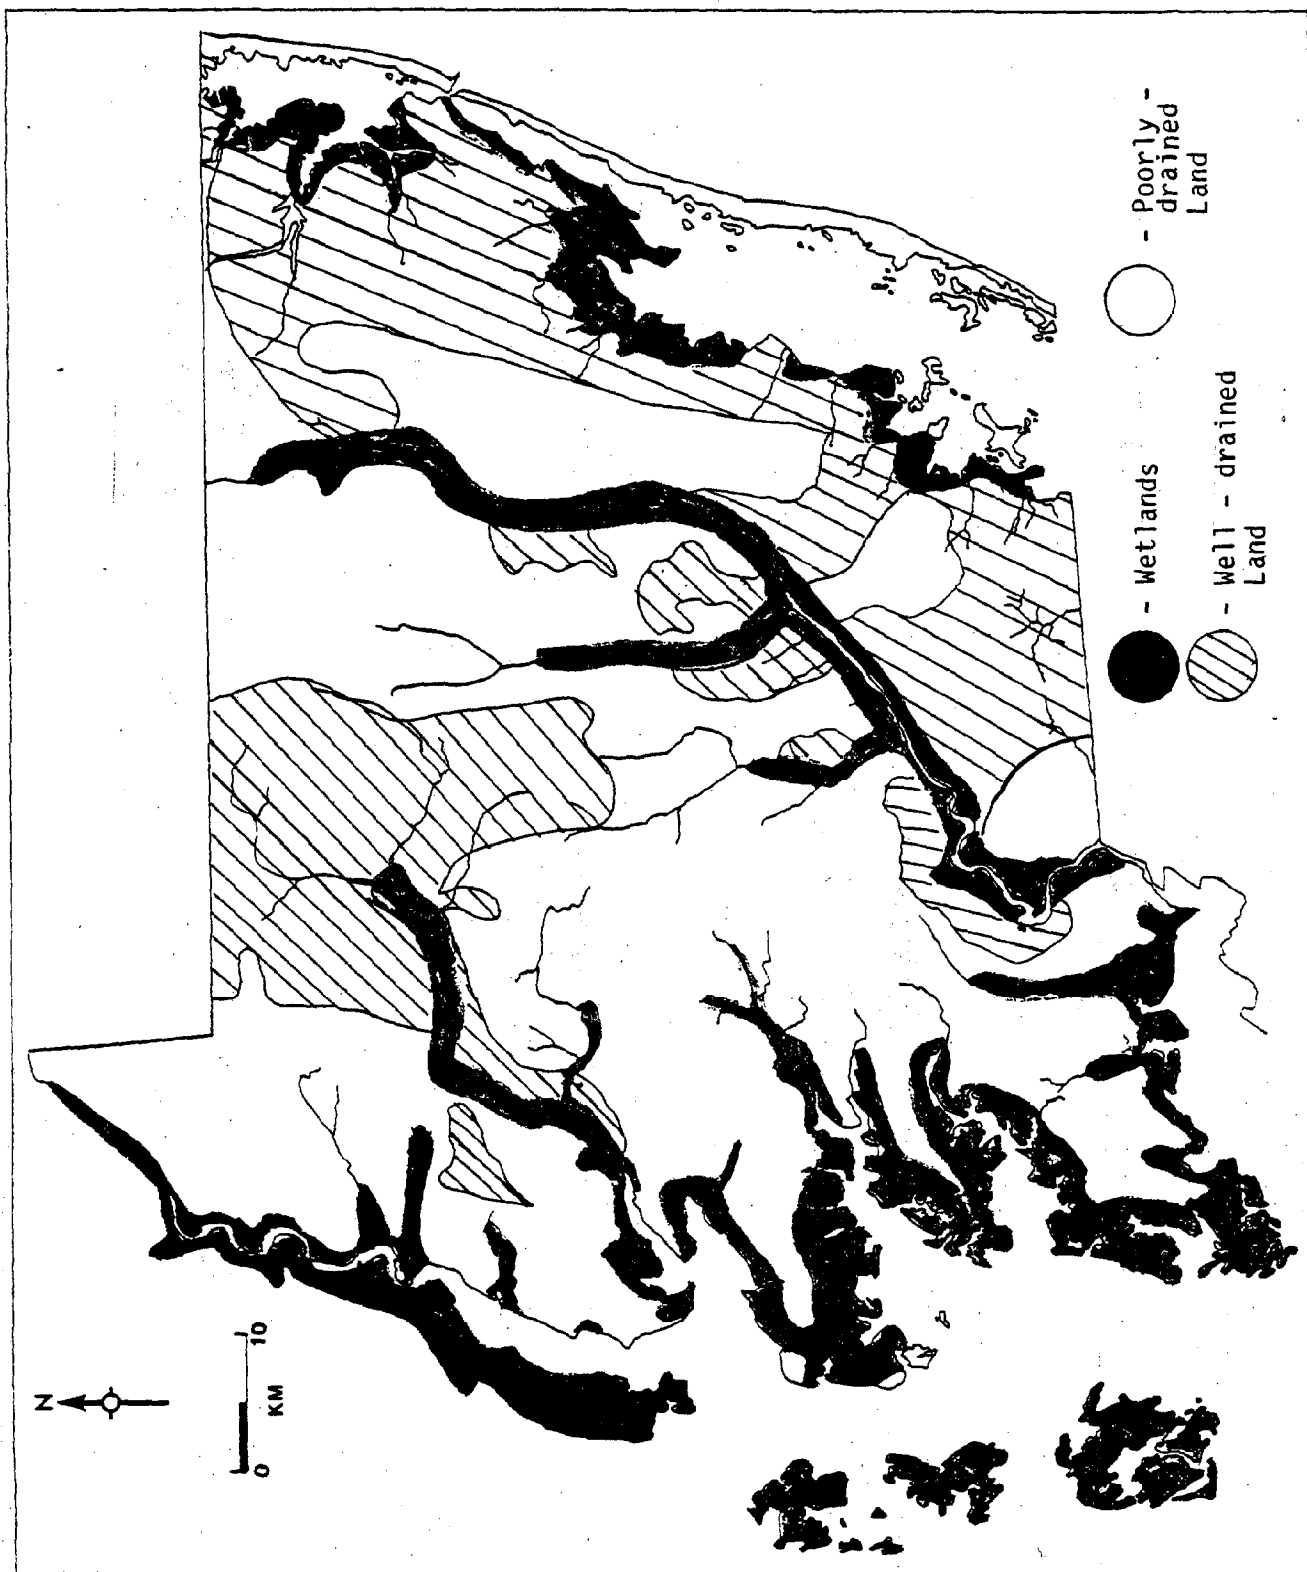 N
0 10
KM
- Wetlands
- Well - drained
Land
- Poorly -
drained
Land